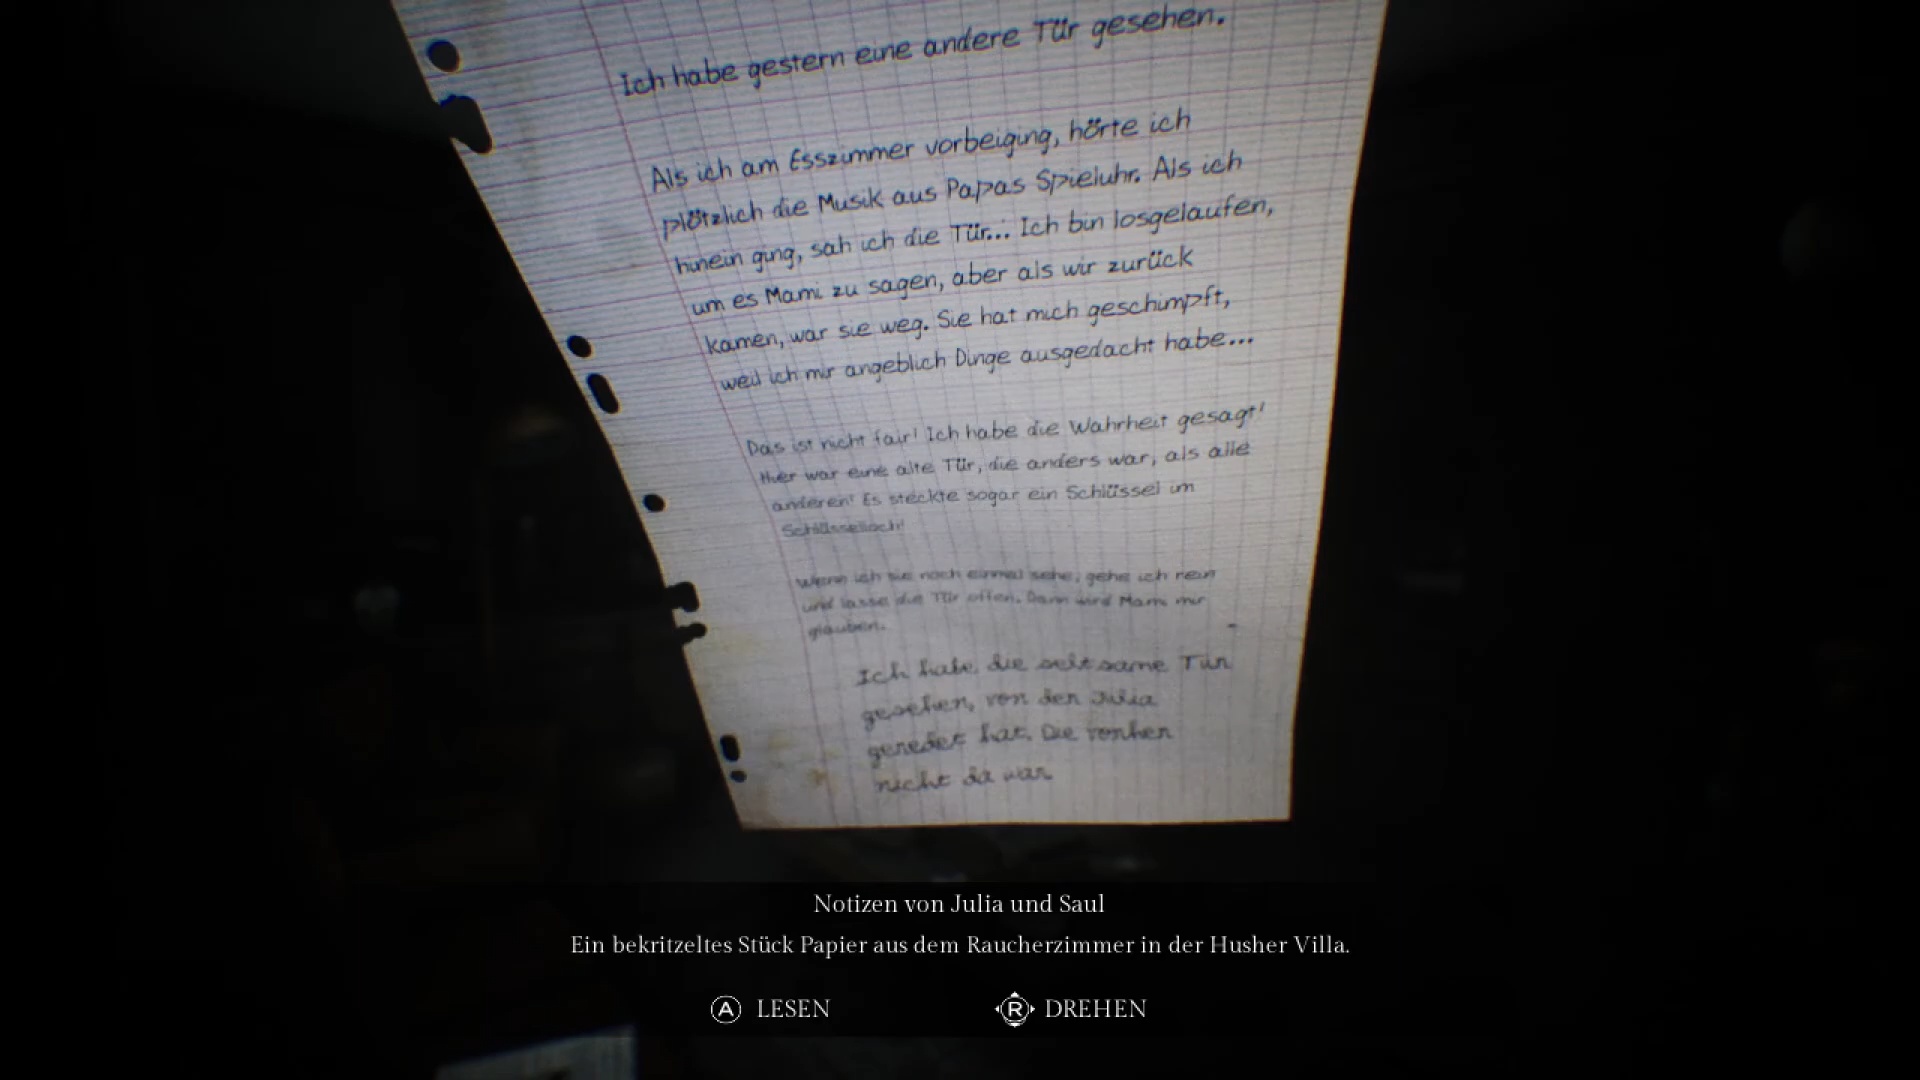 Ich habe gestern eine andere Tür gesehen.
Als ich am Esszimmer vorbeiging, hörte ich
plötzlich die Musik aus Papas Spieluhr. Als ich
hinein ging, sah ich die Tür... Ich bin losgelaufen,
um es Mami zu sagen, aber als wir zurück
kamen, war sie weg. Sie hat mich geschimpft,
weil ich mir angeblich Dinge ausgedacht habe...
Das ist nicht fair! Ich habe die Wahrheit gesagt!
Hier war eine alte Tür, die anders war, als alle
anderen! Es steckte sogar ein Schlüssel im
Schlüsselloch!
Wenn ich sie noch einmal sehe, gehe ich rein
und lasse die Tür offen. Dann wird Mami mir
glauben.
Ich habe die seltsame Tür
gesehen, von der Julia
geredet hat. Die vorher
nicht da war
Notizen von Julia und Saul
Ein bekritzeltes Stück Papier aus dem Raucherzimmer in der Husher Villa.
A LESEN R DREHEN